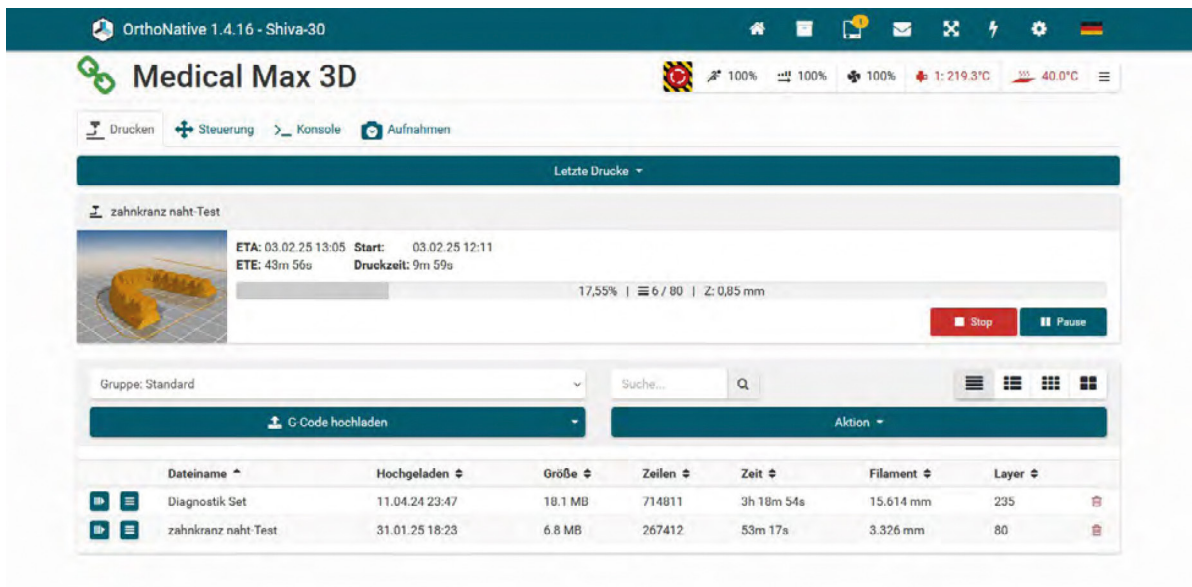 OrthoNative 1.4.16 - Shiva-30
1
Medical Max 3D
100% 100% 100% 1: 219.3°C 40.0°C
Drucken Steuerung >_ Konsole Aufnahmen
Letzte Drucke
zahnkranz naht-Test
ETA: 03.02.25 13:05 Start: 03.02.25 12:11
ETE: 43m 56s Druckzeit: 9m 59s
17,55% | 6 / 80 | Z: 0,85 mm
Stop Pause
Gruppe: Standard Suche...
G-Code hochladen Aktion
Dateiname Hochgeladen Größe Zeilen Zeit Filament Layer
Diagnostik Set 11.04.24 23:47 18.1 MB 714811 3h 18m 54s 15.614 mm 235
zahnkranz naht-Test 31.01.25 18:23 6.8 MB 267412 53m 17s 3.326 mm 80